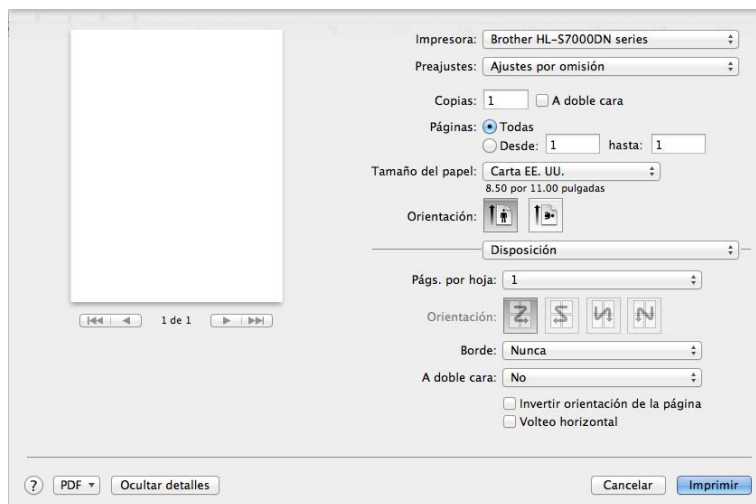 Impresora: Brother HL-S7000DN series
Preajustes: Ajustes por omisión
Copias: 1 A doble cara
Páginas: Todas
Desde: 1 hasta: 1
Tamaño del papel: Carta EE. UU.
8.50 por 11.00 pulgadas
Orientación:
Disposición
Págs. por hoja: 1
Orientación:
Borde: Nunca
A doble cara: No
Invertir orientación de la página
Volteo horizontal
1 de 1
? PDF Ocultar detalles Cancelar Imprimir